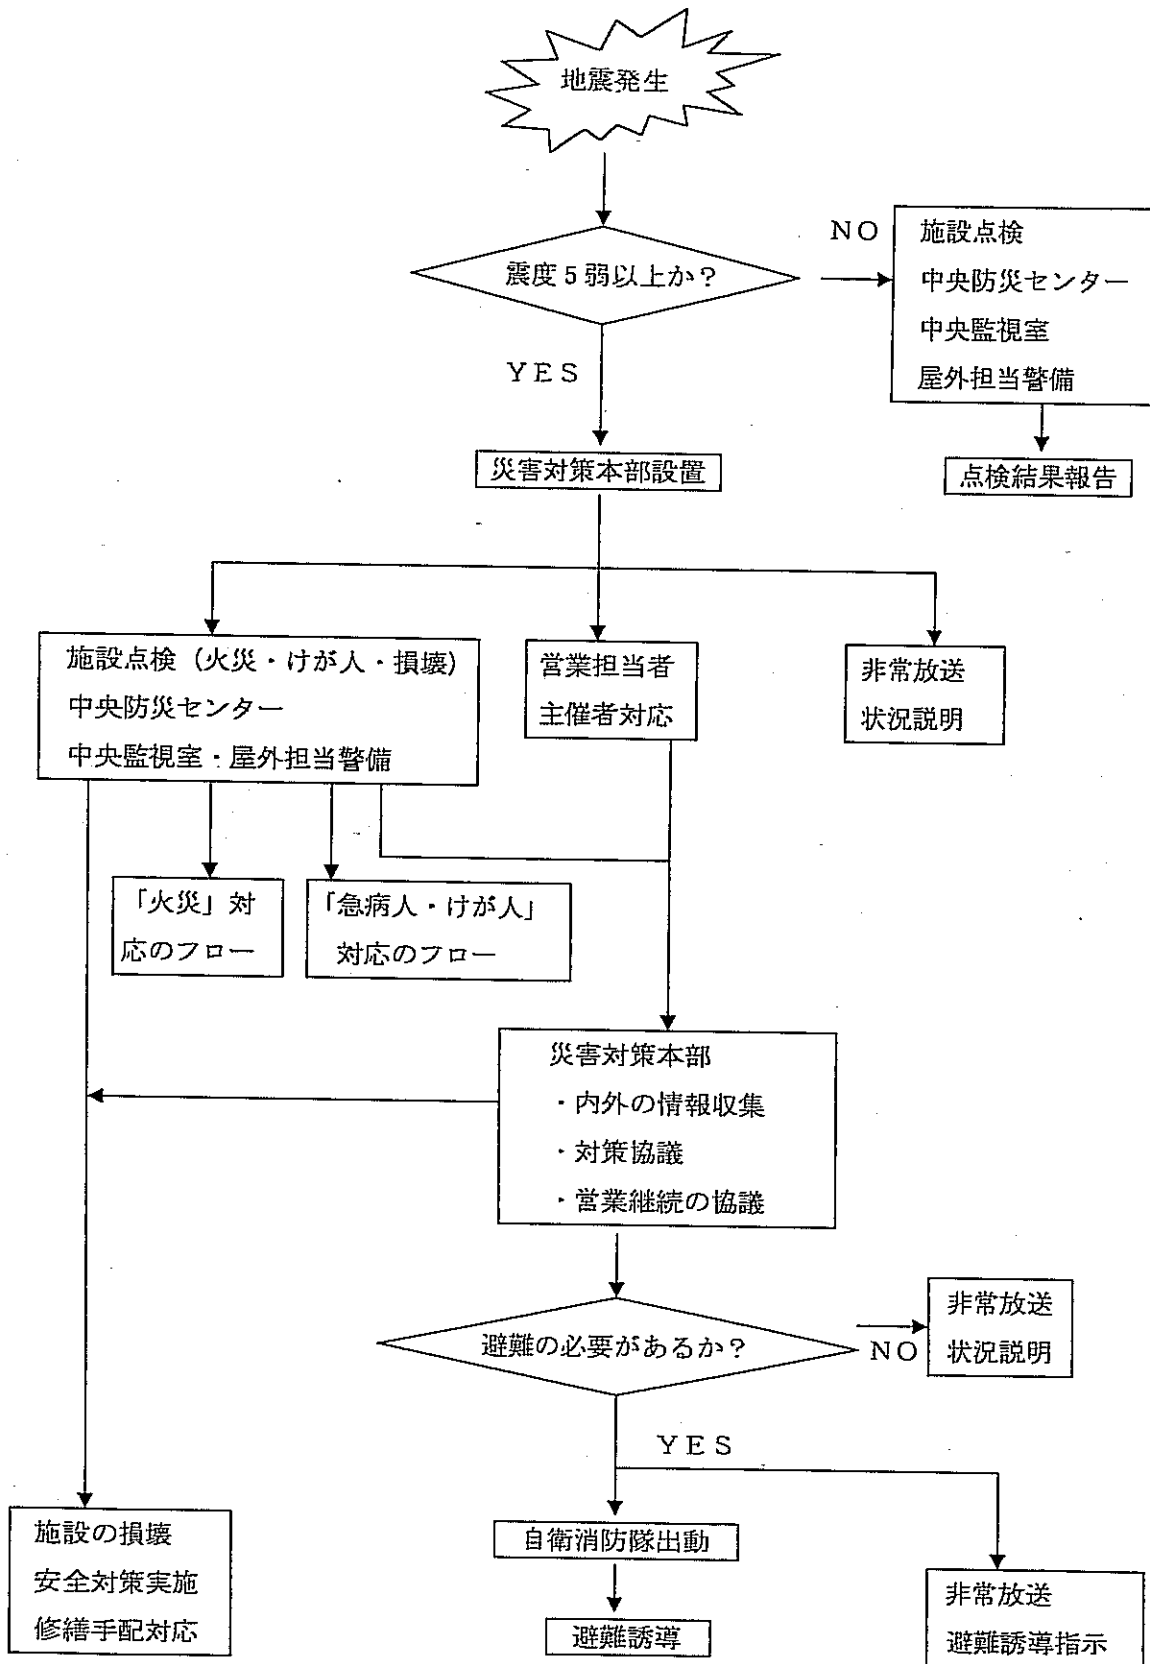 地震発生
震度5弱以上か？
NO
施設点検
中央防災センター
中央監視室
屋外担当警備
YES
災害対策本部設置
点検結果報告
施設点検（火災・けが人・損壊）
中央防災センター
中央監視室・屋外担当警備
営業担当者
主催者対応
非常放送
状況説明
「火災」対
応のフロー
「急病人・けが人」
対応のフロー
災害対策本部
・内外の情報収集
・対策協議
・営業継続の協議
避難の必要があるか？
NO
非常放送
状況説明
YES
施設の損壊
安全対策実施
修繕手配対応
自衛消防隊出動
避難誘導
非常放送
避難誘導指示